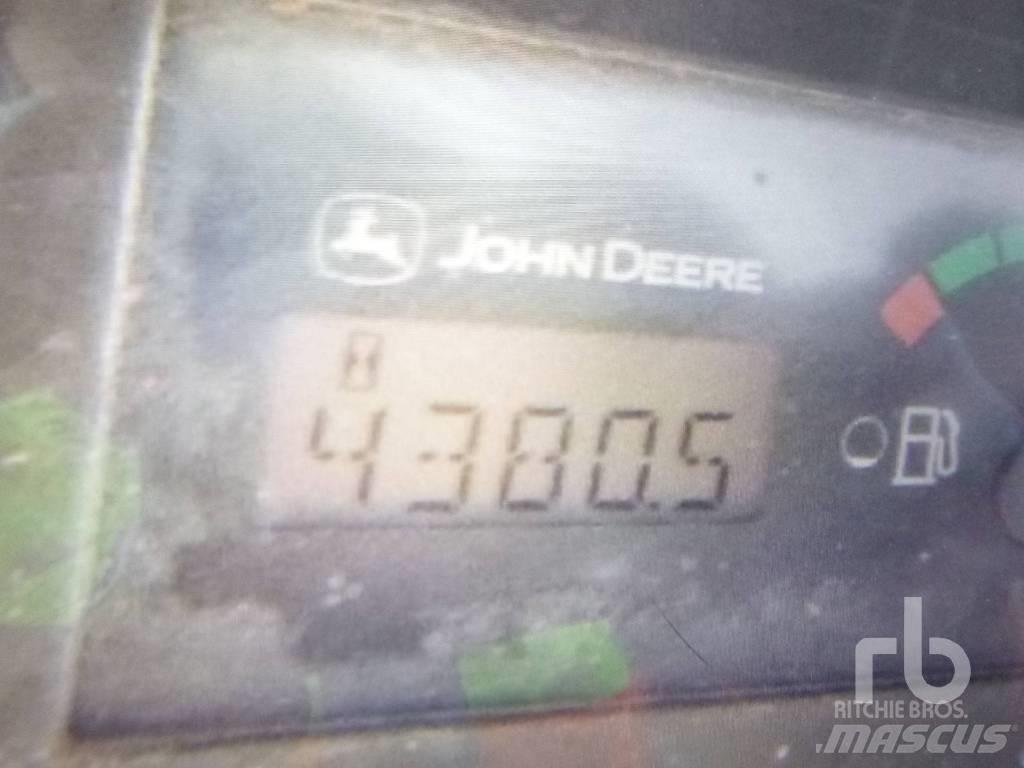 JOHN DEERE
4380.5
rb
RITCHIE BROS.
MASCUS